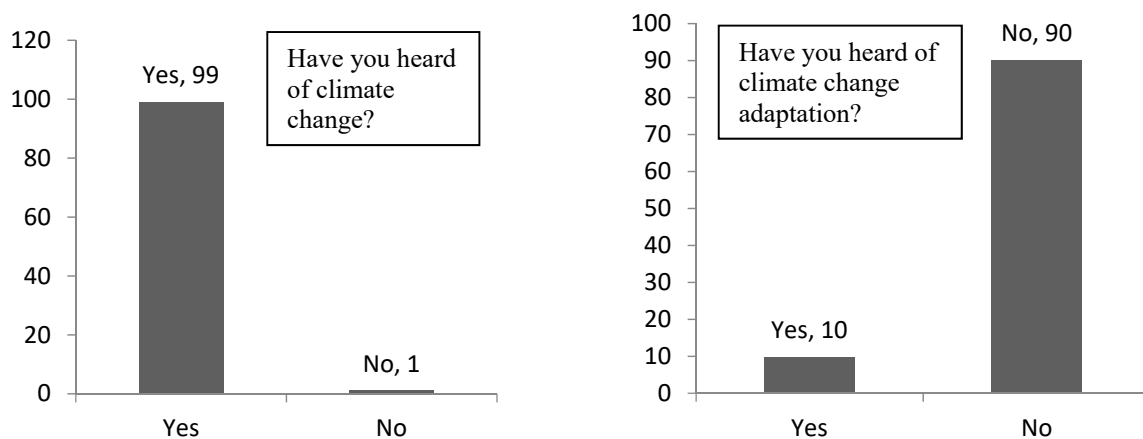 120
100
80
60
40
20
0
Yes, 99
No, 1
Have you heard
of climate
change?
Yes
No
100
90
80
70
60
50
40
30
20
10
0
Yes, 10
No, 90
Have you heard of
climate change
adaptation?
Yes
No